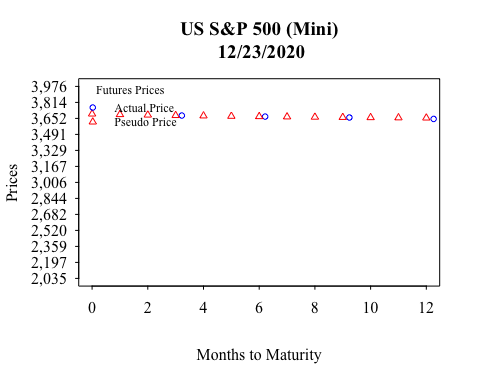 US S&P 500 (Mini)
12/23/2020
Futures Prices
Actual Price
Pseudo Price
3,976
3,814
3,652
3,491
3,329
3,167
3,006
2,844
2,682
2,520
2,359
2,197
2,035
Prices
0 2 4 6 8 10 12
Months to Maturity